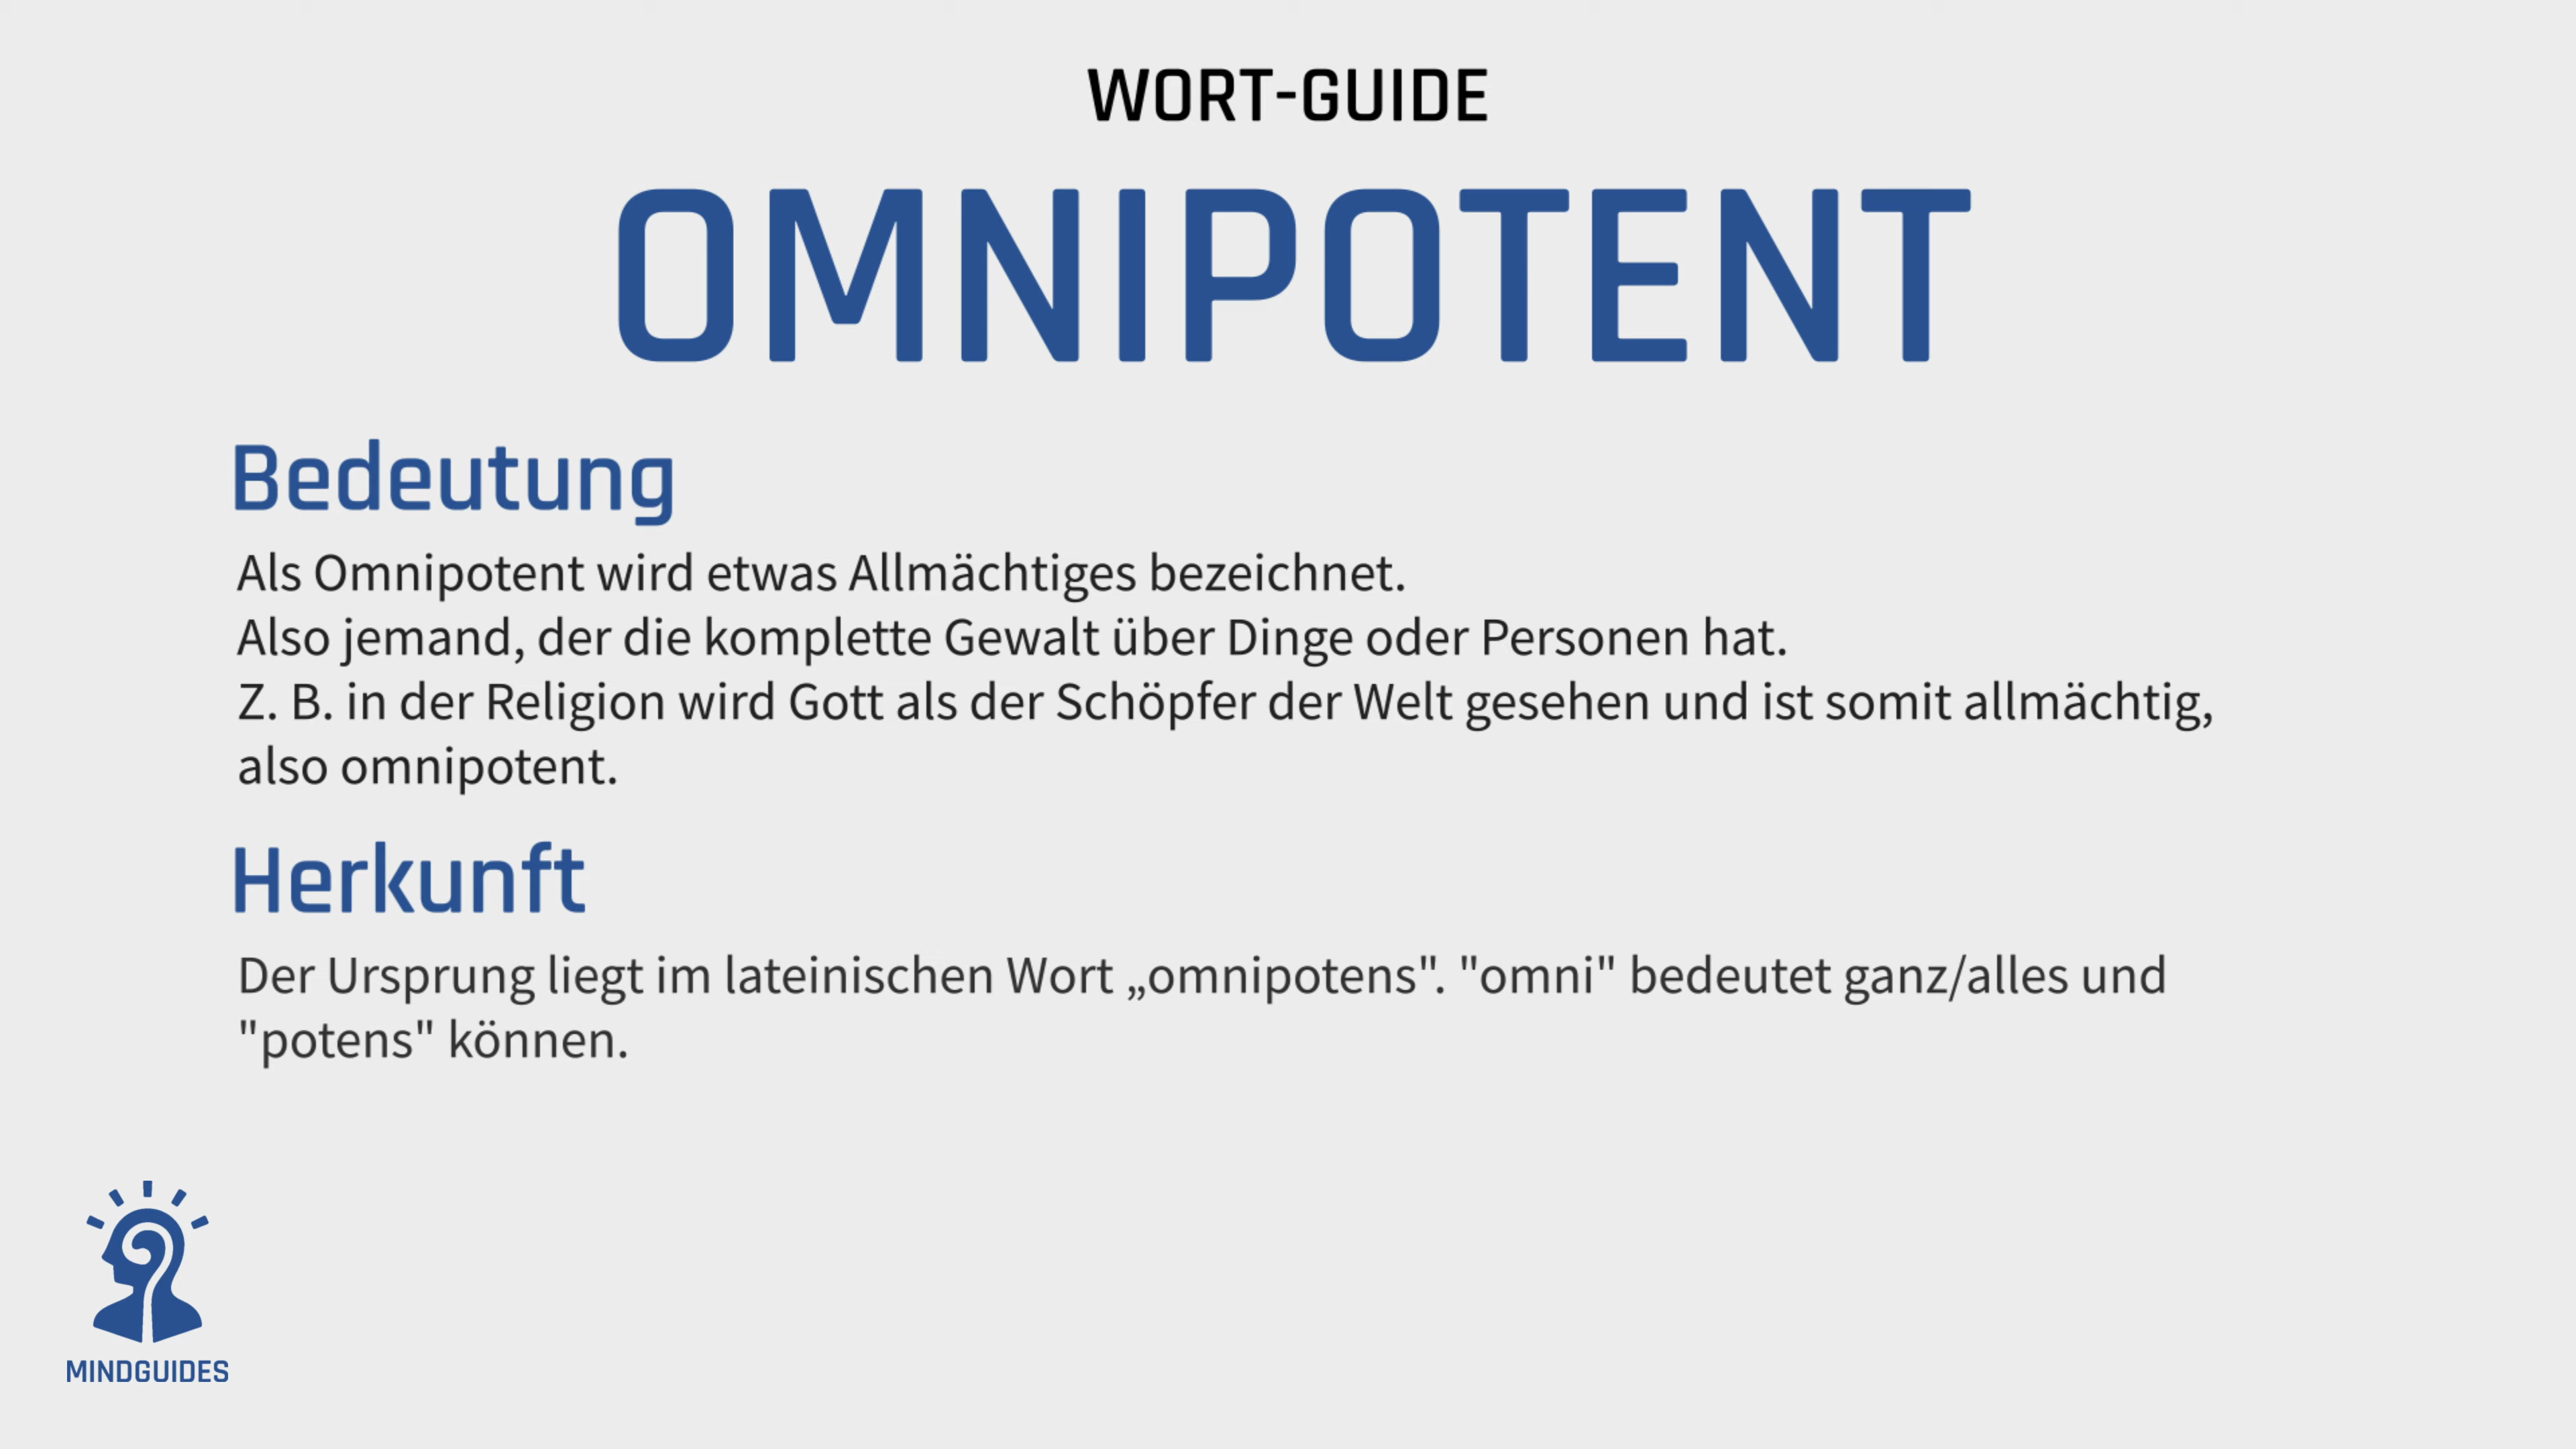 WORT-GUIDE
OMNIPOTENT
Bedeutung
Als Omnipotent wird etwas Allmächtiges bezeichnet.
Also jemand, der die komplette Gewalt über Dinge oder Personen hat.
Z. B. in der Religion wird Gott als der Schöpfer der Welt gesehen und ist somit allmächtig,
also omnipotent.
Herkunft
Der Ursprung liegt im lateinischen Wort „omnipotens". "omni" bedeutet ganz/alles und
"potens" können.
MINDGUIDES